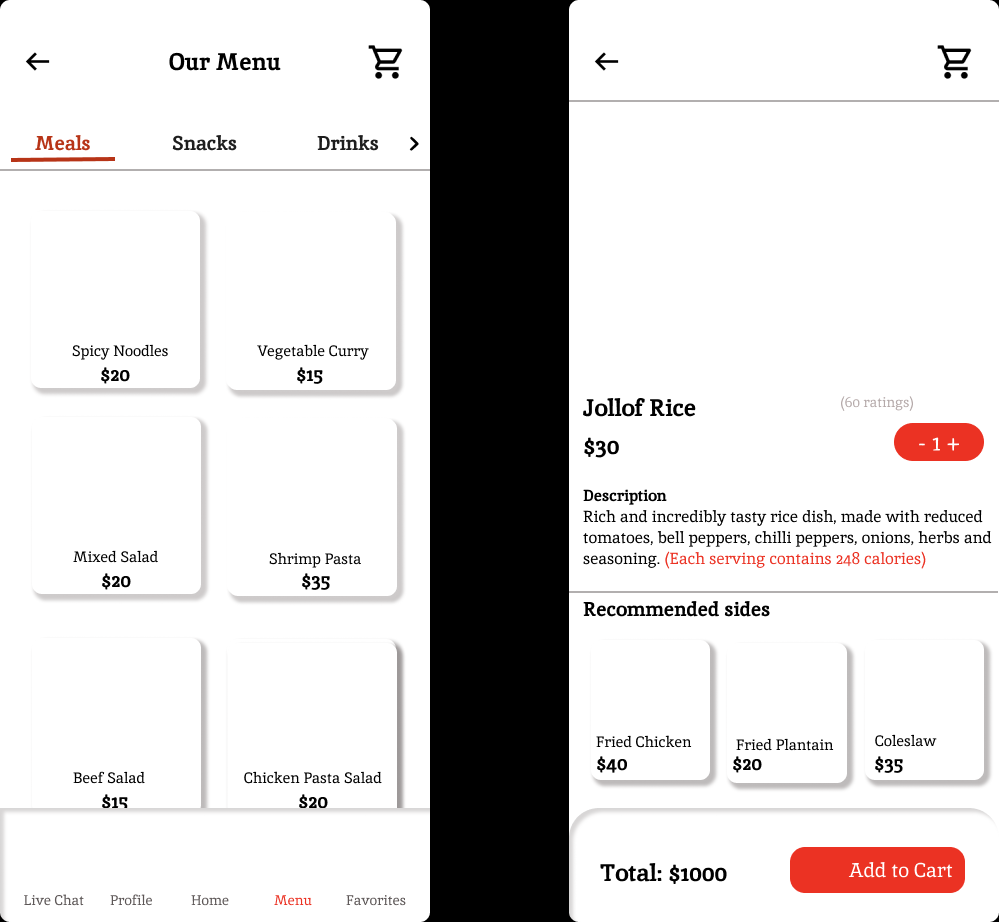 Our Menu
Meals Snacks Drinks
Spicy Noodles
$20
Vegetable Curry
$15
Mixed Salad
$20
Shrimp Pasta
$35
Beef Salad
$15
Chicken Pasta Salad
$20
Live Chat Profile Home Menu Favorites
Jollof Rice
(60 ratings)
$30
- 1 +
Description
Rich and incredibly tasty rice dish, made with reduced
tomatoes, bell peppers, chilli peppers, onions, herbs and
seasoning. (Each serving contains 248 calories)
Recommended sides
Fried Chicken
$40
Fried Plantain
$20
Coleslaw
$35
Total: $1000
Add to Cart